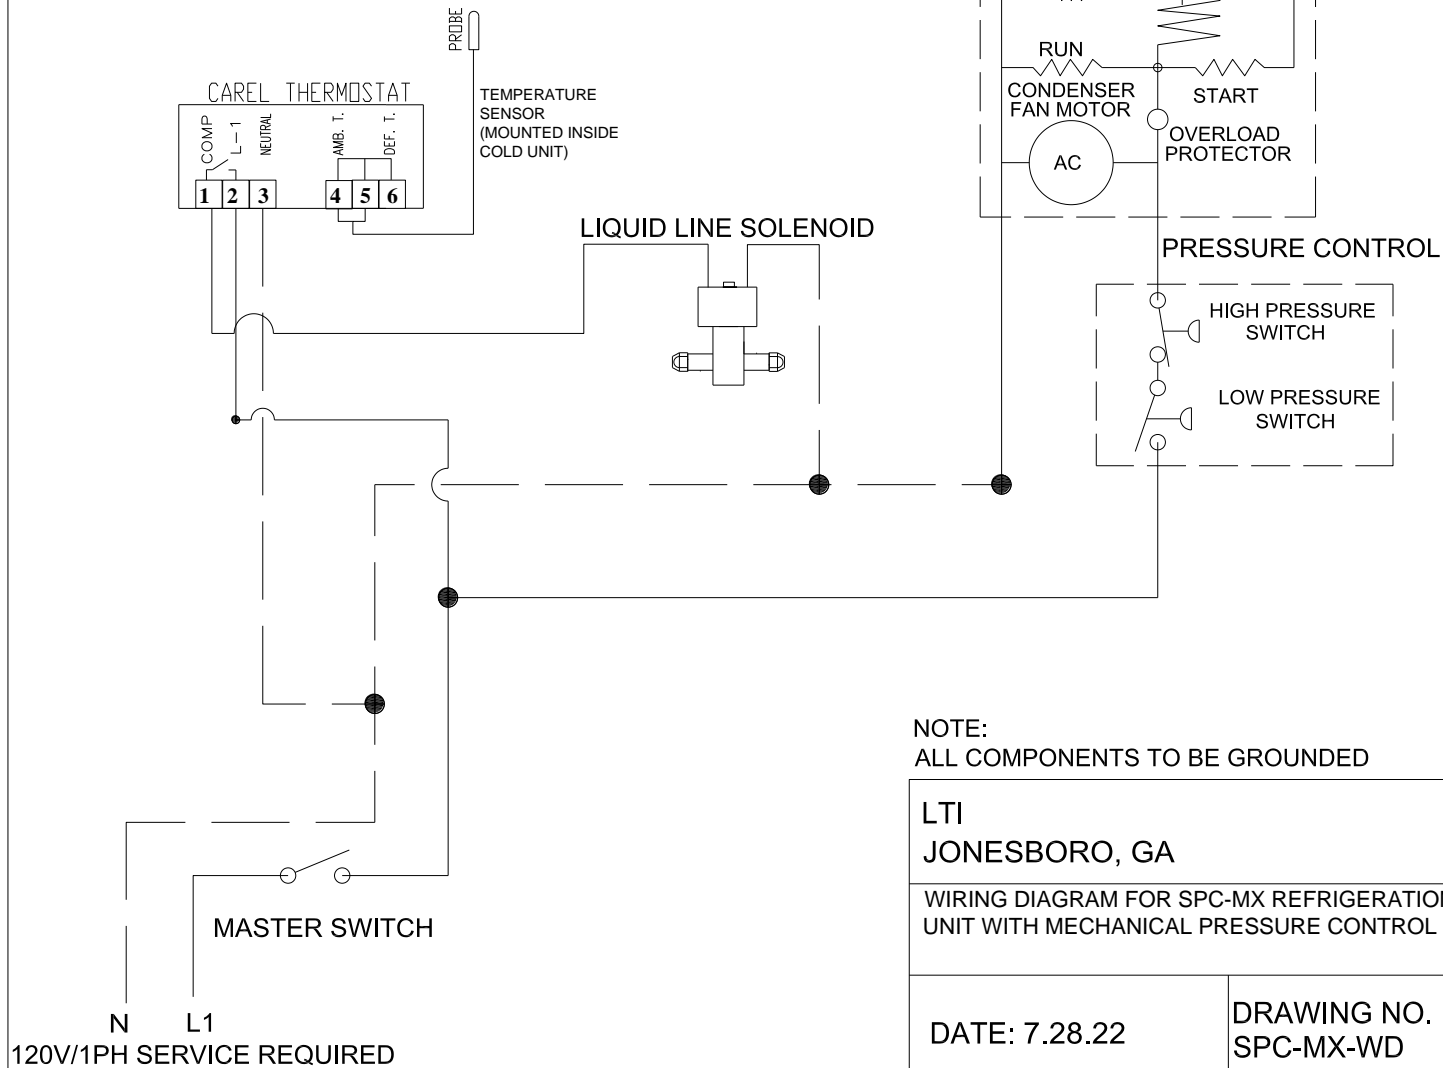 PROBE
RUN
CAREL THERMOSTAT
TEMPERATURE
SENSOR
(MOUNTED INSIDE
COLD UNIT)
COMP
L-1
NEUTRAL
AMB. T.
DEF. T.
1 2 3 4 5 6
CONDENSER
FAN MOTOR
START
OVERLOAD
PROTECTOR
AC
LIQUID LINE SOLENOID
PRESSURE CONTROL
HIGH PRESSURE
SWITCH
LOW PRESSURE
SWITCH
NOTE:
ALL COMPONENTS TO BE GROUNDED
LTI
JONESBORO, GA
WIRING DIAGRAM FOR SPC-MX REFRIGERATION
UNIT WITH MECHANICAL PRESSURE CONTROL
MASTER SWITCH
DATE: 7.28.22
DRAWING NO.
SPC-MX-WD
N L1
120V/1PH SERVICE REQUIRED